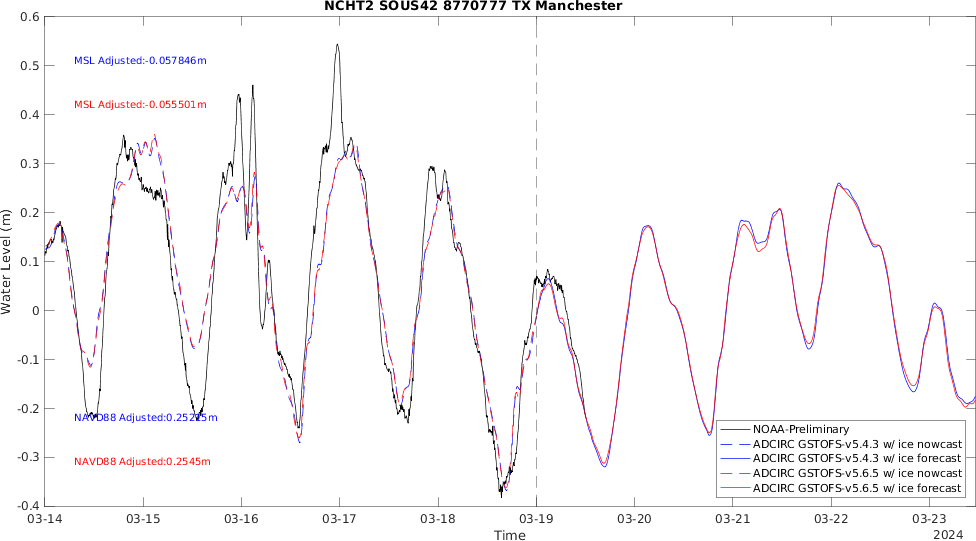 NCHT2 SOUS42 8770777 TX Manchester
0.6
0.5
0.4
0.3
0.2
0.1
0
-0.1
-0.2
-0.3
-0.4
Water Level (m)
MSL Adjusted:-0.057846m
MSL Adjusted:-0.055501m
NAVD88 Adjusted:0.25225m
NAVD88 Adjusted:0.2545m
NOAA-Preliminary
ADCIRC GSTOFS-v5.4.3 w/ ice nowcast
ADCIRC GSTOFS-v5.4.3 w/ ice forecast
ADCIRC GSTOFS-v5.6.5 w/ ice nowcast
ADCIRC GSTOFS-v5.6.5 w/ ice forecast
03-14 03-15 03-16 03-17 03-18 03-19 03-20 03-21 03-22 03-23
Time
2024